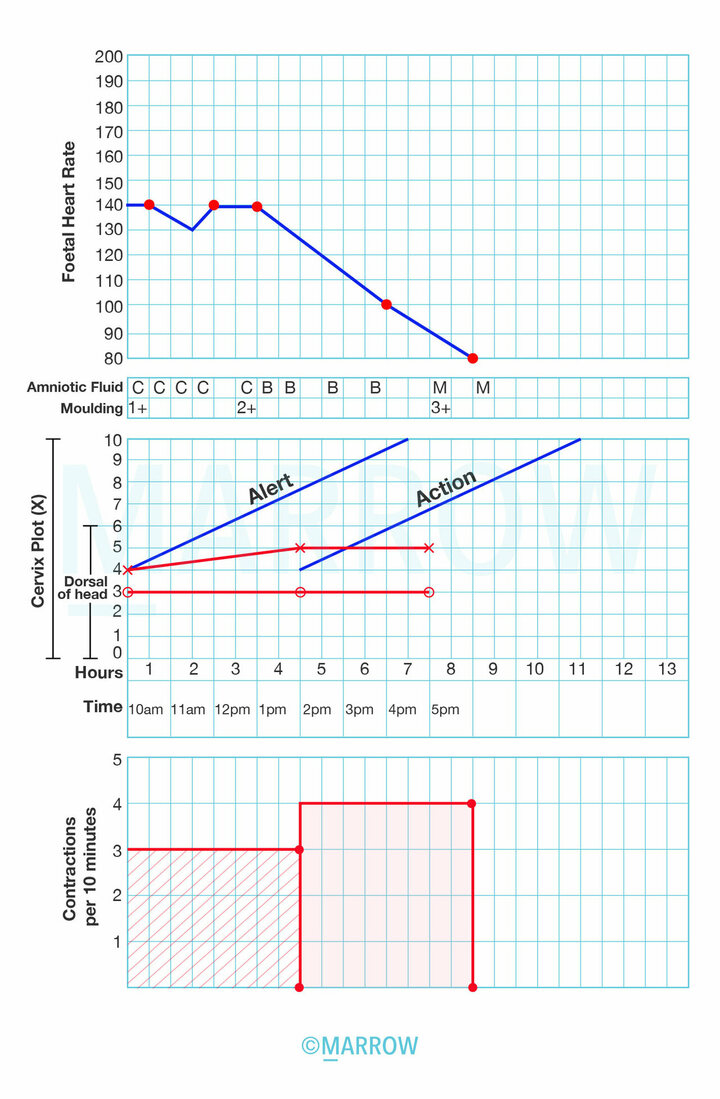 200
190
180
170
160
150
140
130
120
110
100
90
80
Foetal Heart Rate
Amniotic Fluid C C C C C B B B B M M
Moulding 1+ 2+ 3+
10
9
8
7
6
5
4
3
2
1
0
Cervix Plot (X)
Dorsal
of head
Alert
Action
MARROW
Hours 1 2 3 4 5 6 7 8 9 10 11 12 13
Time 10am 11am 12pm 1pm 2pm 3pm 4pm 5pm
5
4
3
2
1
Contractions
per 10 minutes
©MARROW